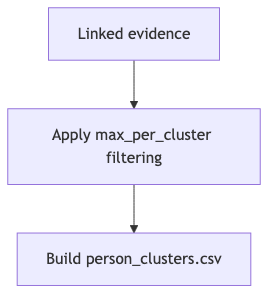 Linked evidence
Apply max_per_cluster
filtering
Build person_clusters.csv